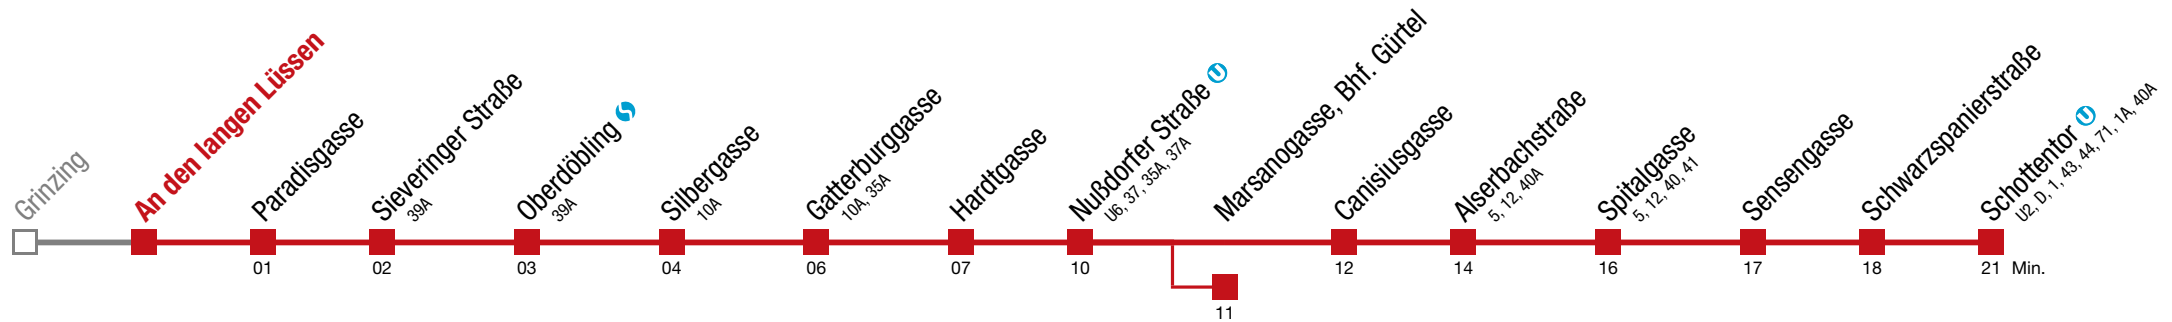 Grinzing
An den langen Lüssen
Paradisgasse
01
Sieveringer Straße
39A
02
Oberdöbling
39A
03
Silbergasse
10A
04
Gatterburggasse
10A, 35A
06
Hardtgasse
07
Nußdorfer Straße U
U6, 37, 35A, 37A
10
Marsanogasse, Bhf. Gürtel
11
Canisiusgasse
12
Alserbachstraße
5, 12, 40A
14
Spitalgasse
5, 12, 40, 41
16
Sensengasse
17
Schwarzspanierstraße
18
Schottentor U
U2, D, 1, 43, 44, 71, 1A, 40A
21 Min.